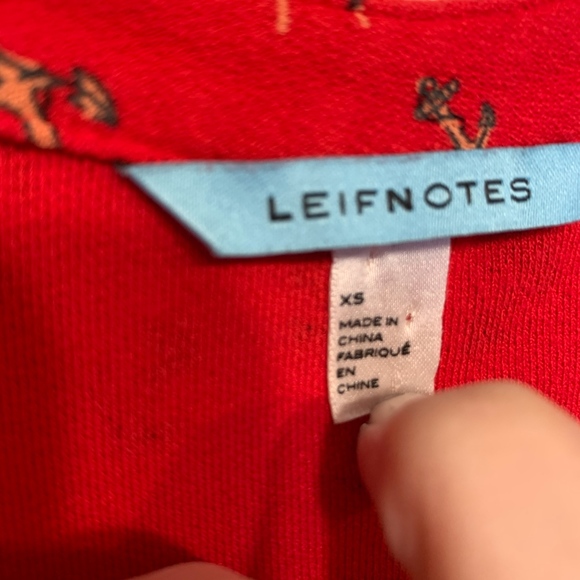 LEIFNOTES
XS
MADE IN
CHINA
FABRIQUÉ
EN
CHINE